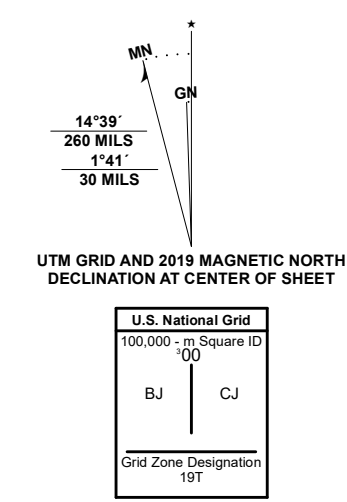 ★
MN
GN
14°39´
260 MILS
1°41´
30 MILS
UTM GRID AND 2019 MAGNETIC NORTH
DECLINATION AT CENTER OF SHEET
U.S. National Grid
100,000 - m Square ID
³00
BJ CJ
Grid Zone Designation
19T